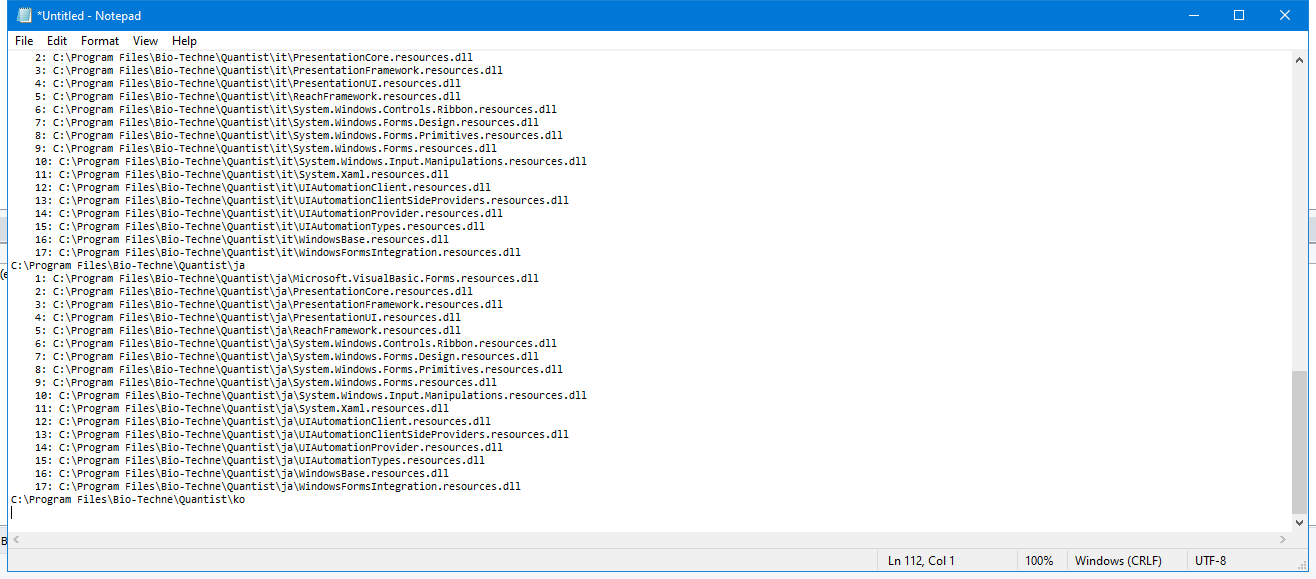 *Untitled - Notepad
File Edit Format View Help
2: C:\Program Files\Bio-Techne\Quantist\it\PresentationCore.resources.dll
3: C:\Program Files\Bio-Techne\Quantist\it\PresentationFramework.resources.dll
4: C:\Program Files\Bio-Techne\Quantist\it\PresentationUI.resources.dll
5: C:\Program Files\Bio-Techne\Quantist\it\ReachFramework.resources.dll
6: C:\Program Files\Bio-Techne\Quantist\it\System.Windows.Controls.Ribbon.resources.dll
7: C:\Program Files\Bio-Techne\Quantist\it\System.Windows.Forms.Design.resources.dll
8: C:\Program Files\Bio-Techne\Quantist\it\System.Windows.Forms.Primitives.resources.dll
9: C:\Program Files\Bio-Techne\Quantist\it\System.Windows.Forms.resources.dll
10: C:\Program Files\Bio-Techne\Quantist\it\System.Windows.Input.Manipulations.resources.dll
11: C:\Program Files\Bio-Techne\Quantist\it\System.Xaml.resources.dll
12: C:\Program Files\Bio-Techne\Quantist\it\UIAutomationClient.resources.dll
13: C:\Program Files\Bio-Techne\Quantist\it\UIAutomationClientSideProviders.resources.dll
14: C:\Program Files\Bio-Techne\Quantist\it\UIAutomationProvider.resources.dll
15: C:\Program Files\Bio-Techne\Quantist\it\UIAutomationTypes.resources.dll
16: C:\Program Files\Bio-Techne\Quantist\it\WindowsBase.resources.dll
17: C:\Program Files\Bio-Techne\Quantist\it\WindowsFormsIntegration.resources.dll
C:\Program Files\Bio-Techne\Quantist\ja
1: C:\Program Files\Bio-Techne\Quantist\ja\Microsoft.VisualBasic.Forms.resources.dll
2: C:\Program Files\Bio-Techne\Quantist\ja\PresentationCore.resources.dll
3: C:\Program Files\Bio-Techne\Quantist\ja\PresentationFramework.resources.dll
4: C:\Program Files\Bio-Techne\Quantist\ja\PresentationUI.resources.dll
5: C:\Program Files\Bio-Techne\Quantist\ja\ReachFramework.resources.dll
6: C:\Program Files\Bio-Techne\Quantist\ja\System.Windows.Controls.Ribbon.resources.dll
7: C:\Program Files\Bio-Techne\Quantist\ja\System.Windows.Forms.Design.resources.dll
8: C:\Program Files\Bio-Techne\Quantist\ja\System.Windows.Forms.Primitives.resources.dll
9: C:\Program Files\Bio-Techne\Quantist\ja\System.Windows.Forms.resources.dll
10: C:\Program Files\Bio-Techne\Quantist\ja\System.Windows.Input.Manipulations.resources.dll
11: C:\Program Files\Bio-Techne\Quantist\ja\System.Xaml.resources.dll
12: C:\Program Files\Bio-Techne\Quantist\ja\UIAutomationClient.resources.dll
13: C:\Program Files\Bio-Techne\Quantist\ja\UIAutomationClientSideProviders.resources.dll
14: C:\Program Files\Bio-Techne\Quantist\ja\UIAutomationProvider.resources.dll
15: C:\Program Files\Bio-Techne\Quantist\ja\UIAutomationTypes.resources.dll
16: C:\Program Files\Bio-Techne\Quantist\ja\WindowsBase.resources.dll
17: C:\Program Files\Bio-Techne\Quantist\ja\WindowsFormsIntegration.resources.dll
C:\Program Files\Bio-Techne\Quantist\ko
Ln 112, Col 1 100% Windows (CRLF) UTF-8